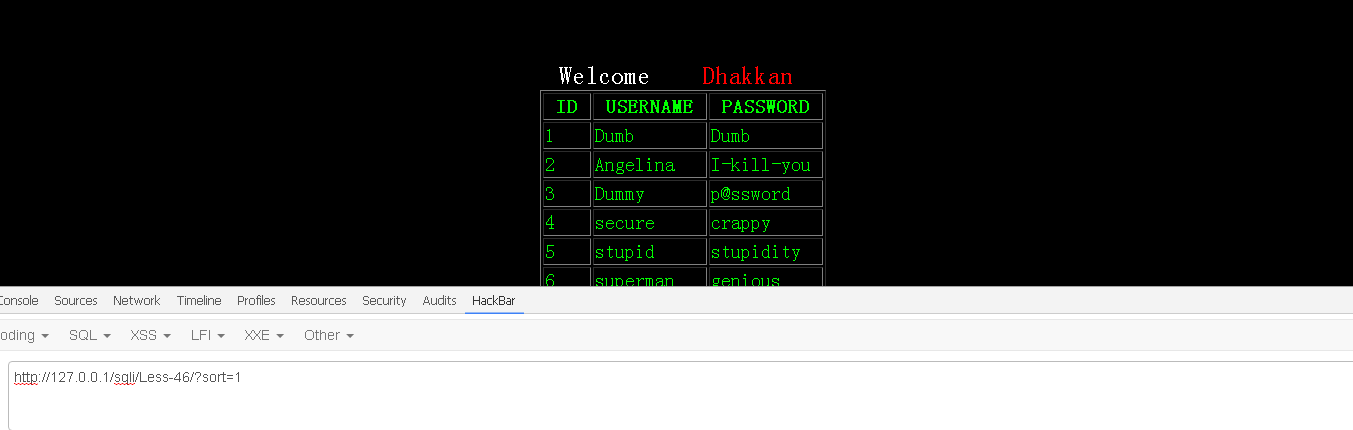 Welcome Dhakkan
ID USERNAME PASSWORD
1 Dumb Dumb
2 Angelina I-kill-you
3 Dummy p@ssword
4 secure crappy
5 stupid stupidity
6 superman genious
Console Sources Network Timeline Profiles Resources Security Audits HackBar
oding SQL XSS LFI XXE Other
http://127.0.0.1/sqli/Less-46/?sort=1